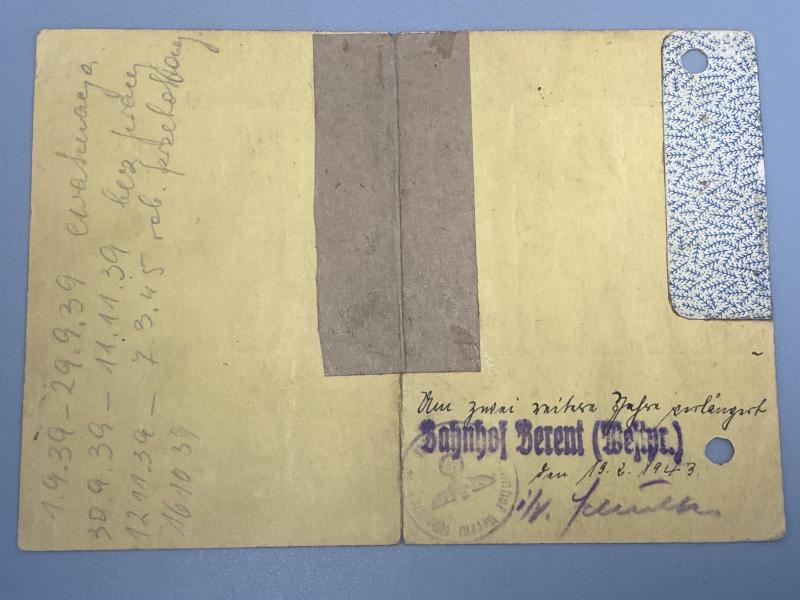 1.9.39 – 29.9.39 ewakuacja
30.9.39 – 11.11.39 bez pracy
12.11.39 – 7.3.45 rob.
16.10.39
Um zwei weitere Jahre verlängert
Bahnhof Berent (Westpr.)
den 19.2.1943.
i/V.